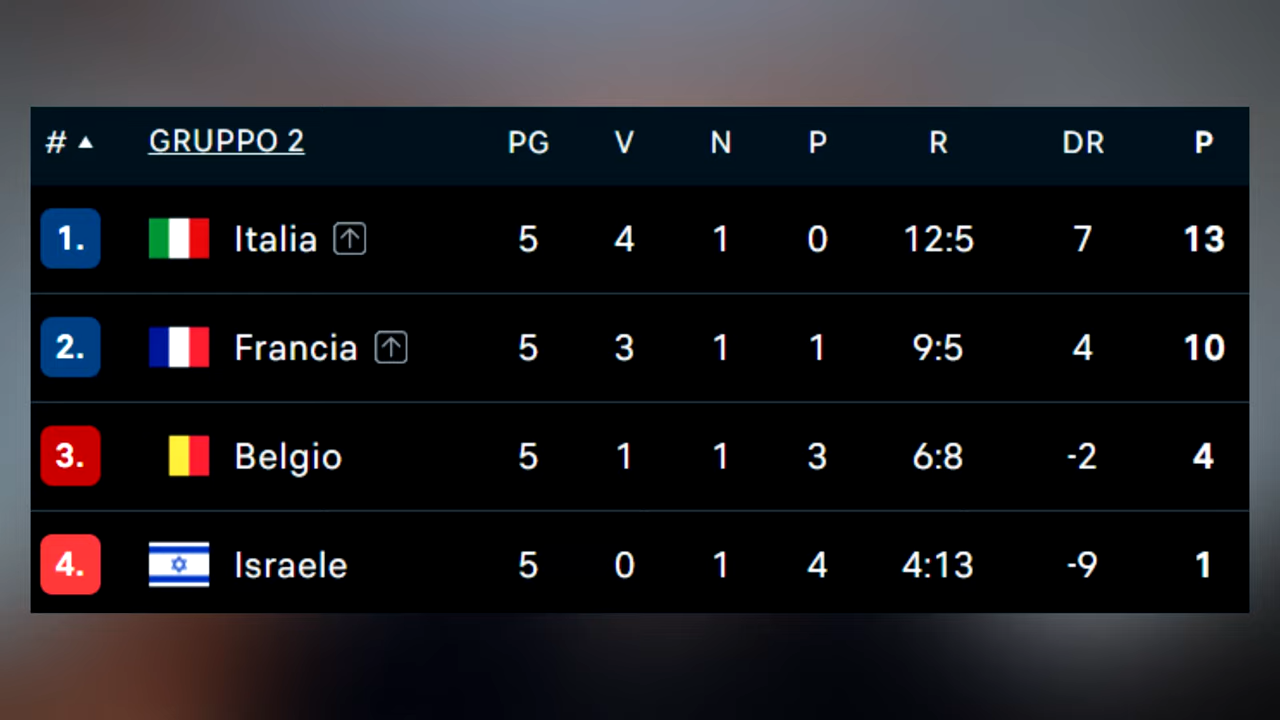 # ▲ GRUPPO 2 PG V N P R DR P
1. Italia 5 4 1 0 12:5 7 13
2. Francia 5 3 1 1 9:5 4 10
3. Belgio 5 1 1 3 6:8 -2 4
4. Israele 5 0 1 4 4:13 -9 1